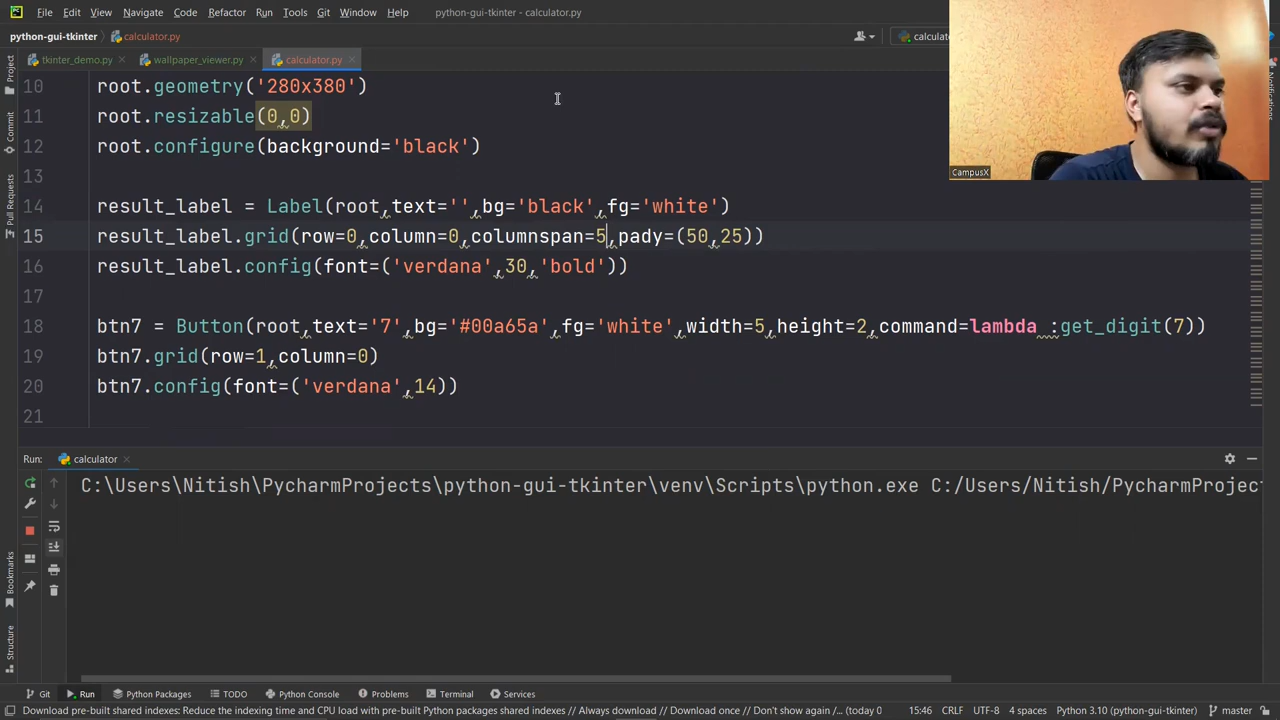 File Edit View Navigate Code Refactor Run Tools Git Window Help python-gui-tkinter - calculator.py
python-gui-tkinter calculator.py
tkinter_demo.py wallpaper_viewer.py calculator.py
10 root.geometry('280x380')
11 root.resizable(0,0)
12 root.configure(background='black')
13
14 result_label = Label(root,text='',bg='black',fg='white')
15 result_label.grid(row=0,column=0,columnspan=5,pady=(50,25))
16 result_label.config(font=('verdana',30,'bold'))
17
18 btn7 = Button(root,text='7',bg='#00a65a',fg='white',width=5,height=2,command=lambda :get_digit(7))
19 btn7.grid(row=1,column=0)
20 btn7.config(font=('verdana',14))
21
Run: calculator
C:\Users\Nitish\PycharmProjects\python-gui-tkinter\venv\Scripts\python.exe C:/Users/Nitish/PycharmProject
Project
Commit
Pull Requests
Bookmarks
Structure
Notifications
CampusX
Git Run Python Packages TODO Python Console Problems Terminal Services
Download pre-built shared indexes: Reduce the indexing time and CPU load with pre-built Python packages shared indexes // Always download // Download once // Don't show again /... (today 0 15:46 CRLF UTF-8 4 spaces Python 3.10 (python-gui-tkinter) master